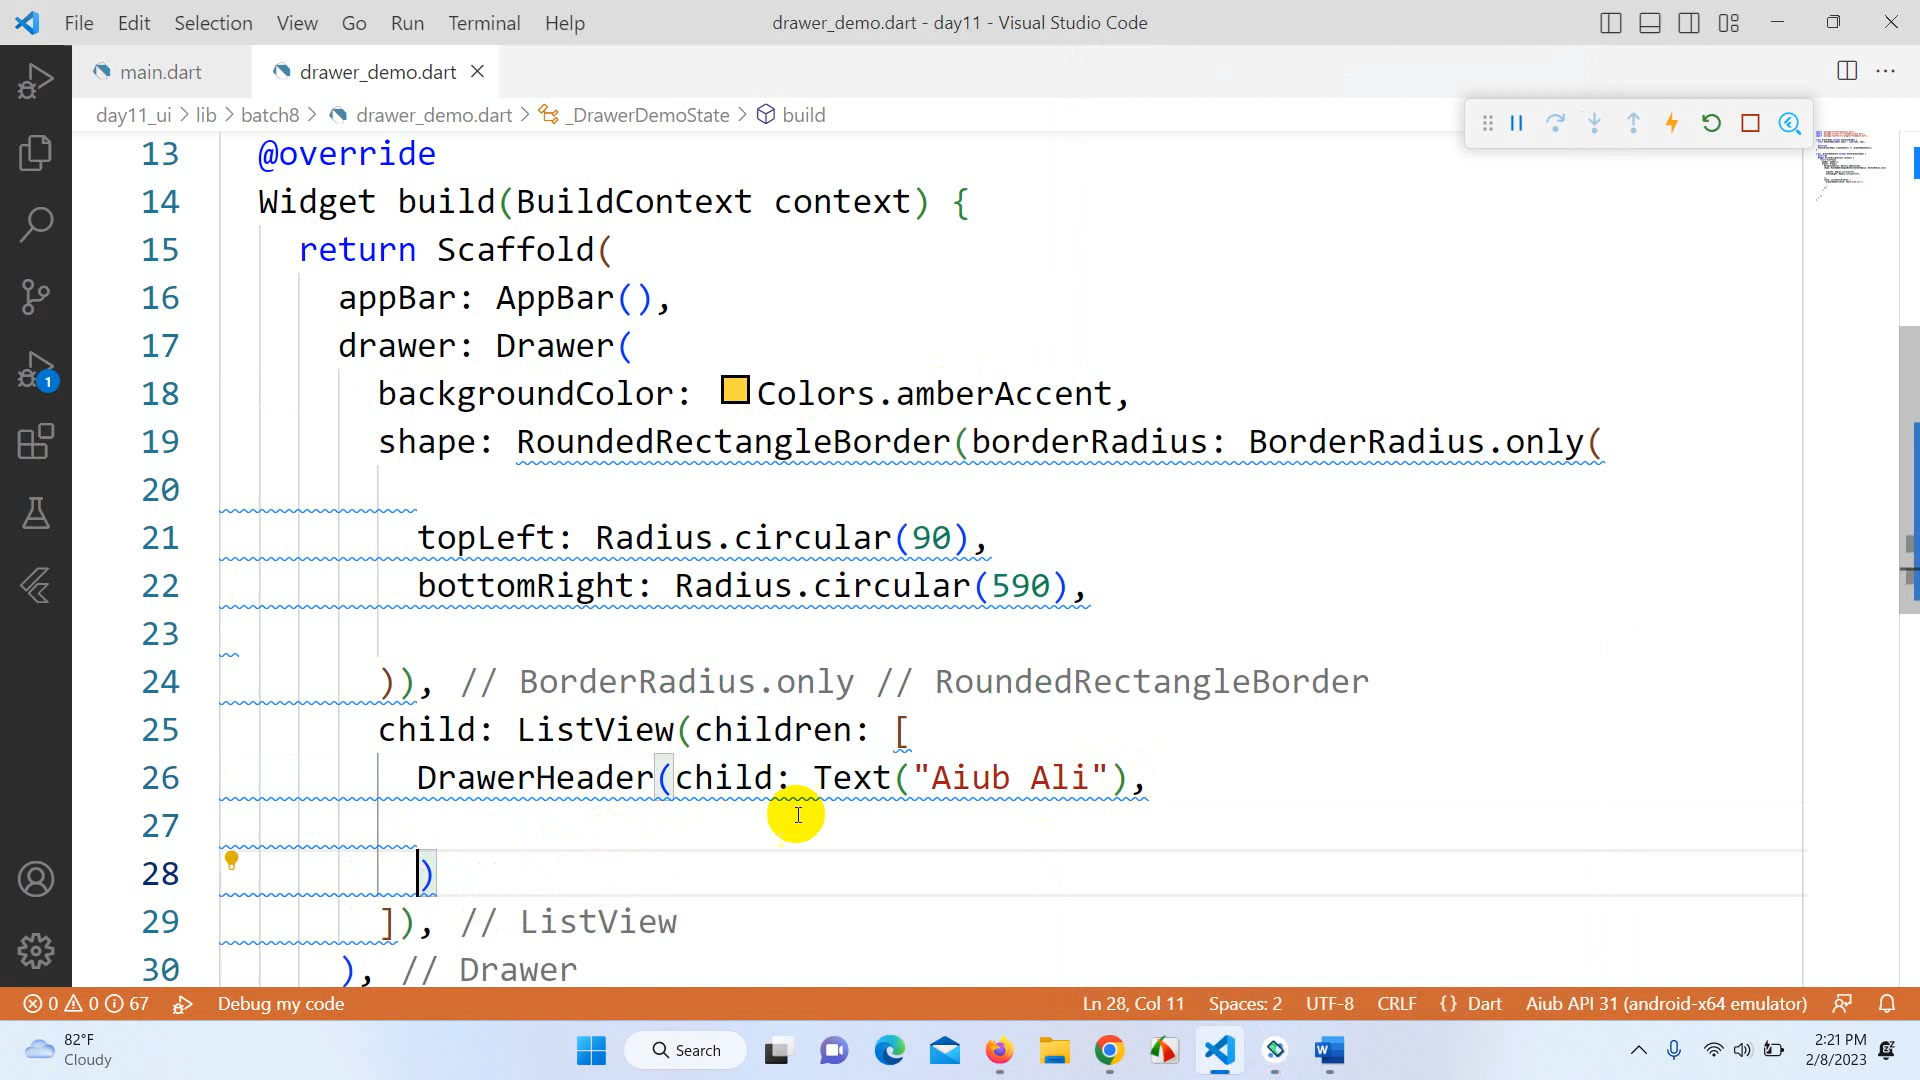 File Edit Selection View Go Run Terminal Help drawer_demo.dart - day11 - Visual Studio Code
main.dart drawer_demo.dart
day11_ui > lib > batch8 > drawer_demo.dart > _DrawerDemoState > build
13 @override
14 Widget build(BuildContext context) {
15 return Scaffold(
16 appBar: AppBar(),
17 drawer: Drawer(
18 backgroundColor: Colors.amberAccent,
19 shape: RoundedRectangleBorder(borderRadius: BorderRadius.only(
20
21 topLeft: Radius.circular(90),
22 bottomRight: Radius.circular(590),
23
24 )), // BorderRadius.only // RoundedRectangleBorder
25 child: ListView(children: [
26 DrawerHeader(child: Text("Aiub Ali"),
27
28 )
29 ]), // ListView
30 ), // Drawer
1
0 0 67 Debug my code Ln 28, Col 11 Spaces: 2 UTF-8 CRLF {} Dart Aiub API 31 (android-x64 emulator)
82°F
Cloudy
Search
2:21 PM
2/8/2023